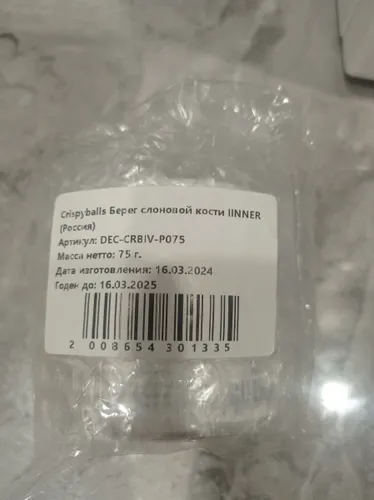 Crispyballs Берег слоновой кости IINNER
(Россия)
Артикул: DEC-CRBIV-P075
Масса нетто: 75 г.
Дата изготовления: 16.03.2024
Годен до: 16.03.2025
2 008654 301335